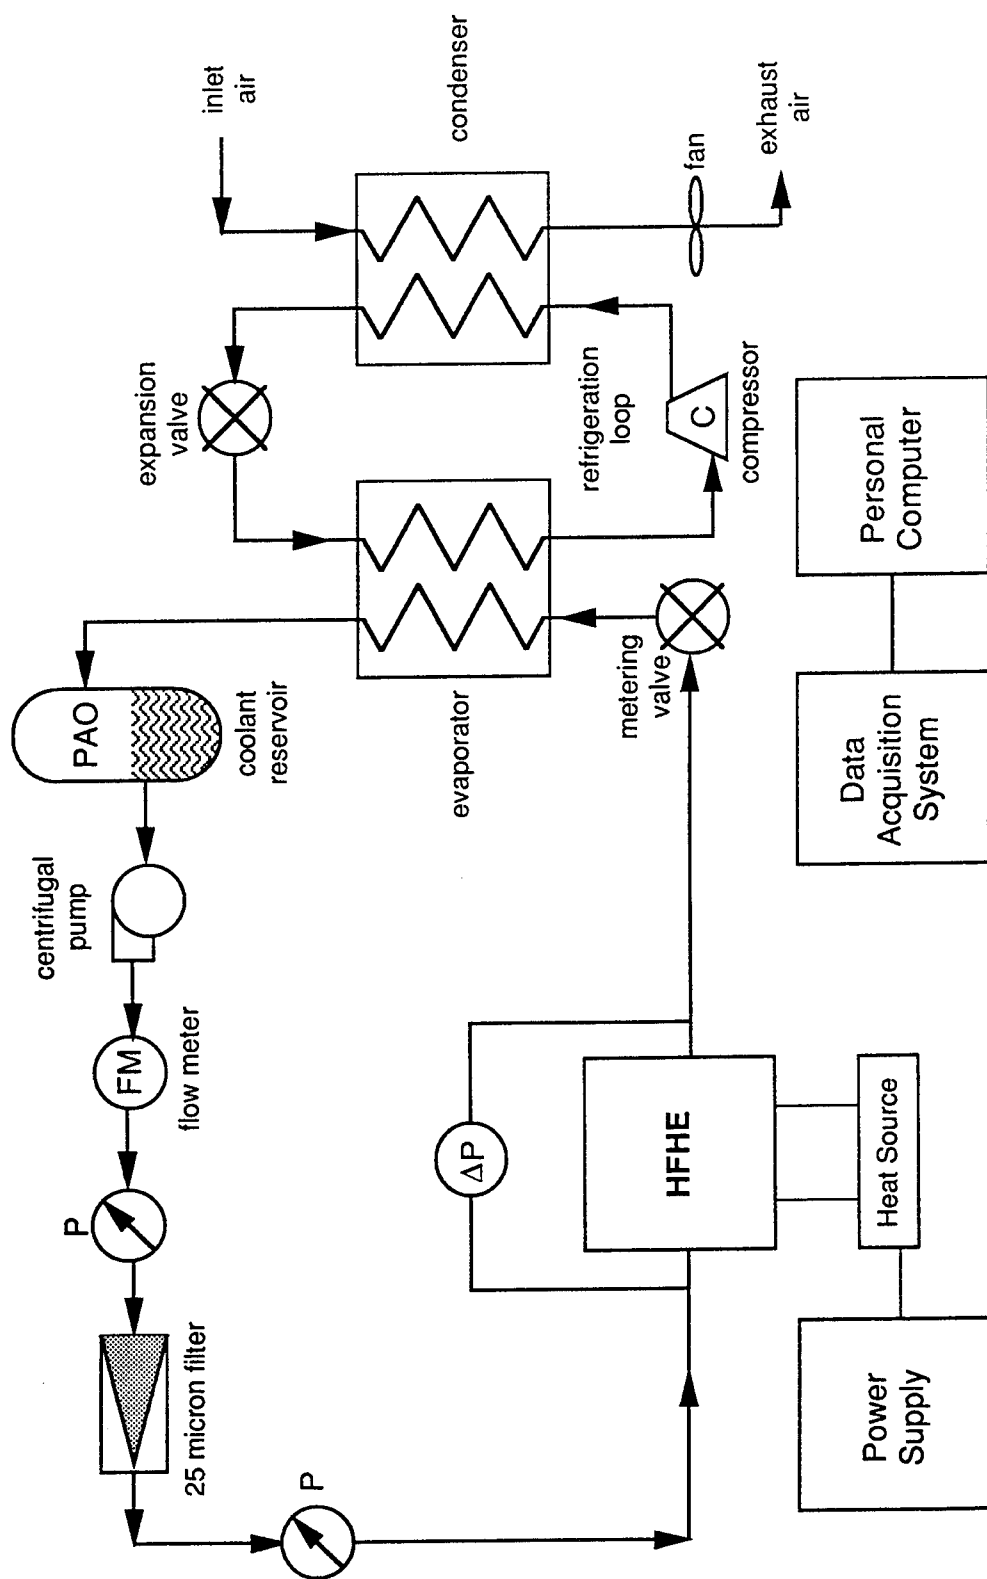 PAO
coolant
reservoir
centrifugal
pump
FM
flow meter
P
25 micron filter
P
expansion
valve
inlet
air
condenser
evaporator
refrigeration
loop
C
compressor
fan
exhaust
air
metering
valve
ΔP
HFHE
Heat Source
Power
Supply
Data
Acquisition
System
Personal
Computer